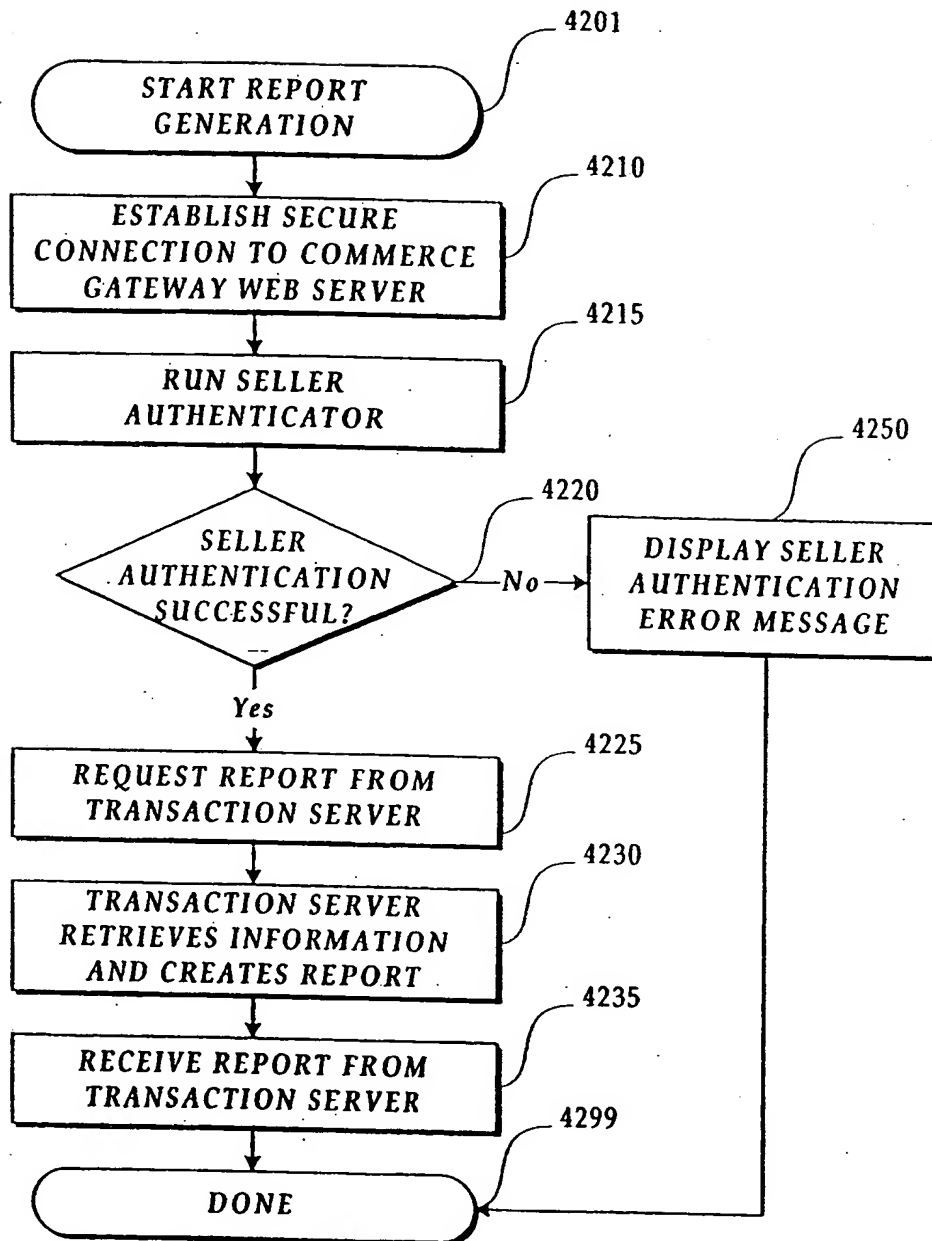 4201
START REPORT
GENERATION
4210
ESTABLISH SECURE
CONNECTION TO COMMERCE
GATEWAY WEB SERVER
4215
RUN SELLER
AUTHENTICATOR
4220
SELLER
AUTHENTICATION
SUCCESSFUL?
No
4250
DISPLAY SELLER
AUTHENTICATION
ERROR MESSAGE
Yes
4225
REQUEST REPORT FROM
TRANSACTION SERVER
4230
TRANSACTION SERVER
RETRIEVES INFORMATION
AND CREATES REPORT
4235
RECEIVE REPORT FROM
TRANSACTION SERVER
4299
DONE